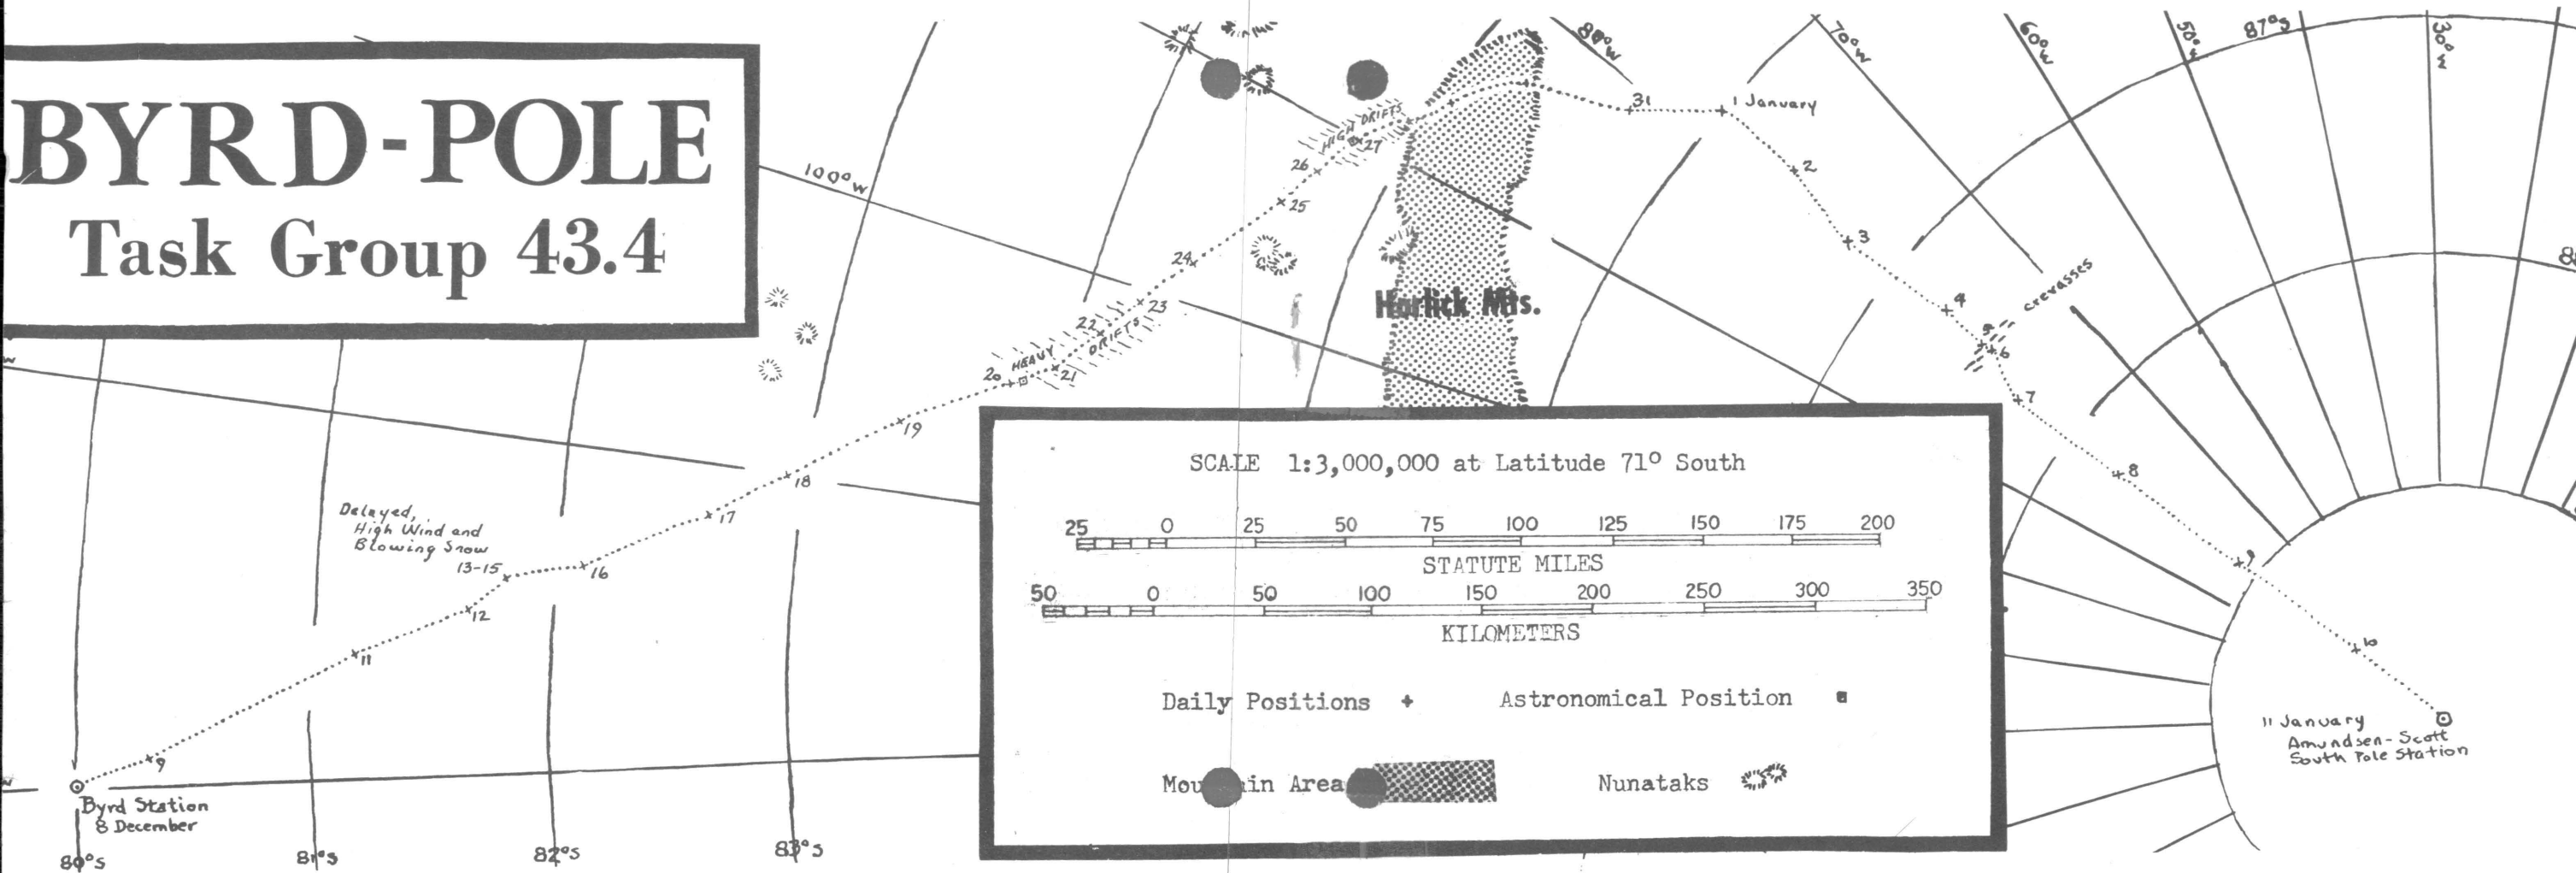 BYRD-POLE
Task Group 43.4
100°W
80°W
70°W
60°W
50°W
87°S
30°W
31
1 January
2
3
4
5
6
crevasses
7
8
9
10
11 January
Amundsen-Scott
South Pole Station
HIGH DRIFTS
27
26
25
24
23
22
HEAVY
DRIFTS
21
20
19
18
17
16
Delayed,
High Wind and
Blowing Snow
13-15
12
11
9
Byrd Station
8 December
80°S
81°S
82°S
83°S
Horlick Mts.
SCALE 1:3,000,000 at Latitude 71° South
25 0 25 50 75 100 125 150 175 200
STATUTE MILES
50 0 50 100 150 200 250 300 350
KILOMETERS
Daily Positions
Astronomical Position
Area
Nunataks